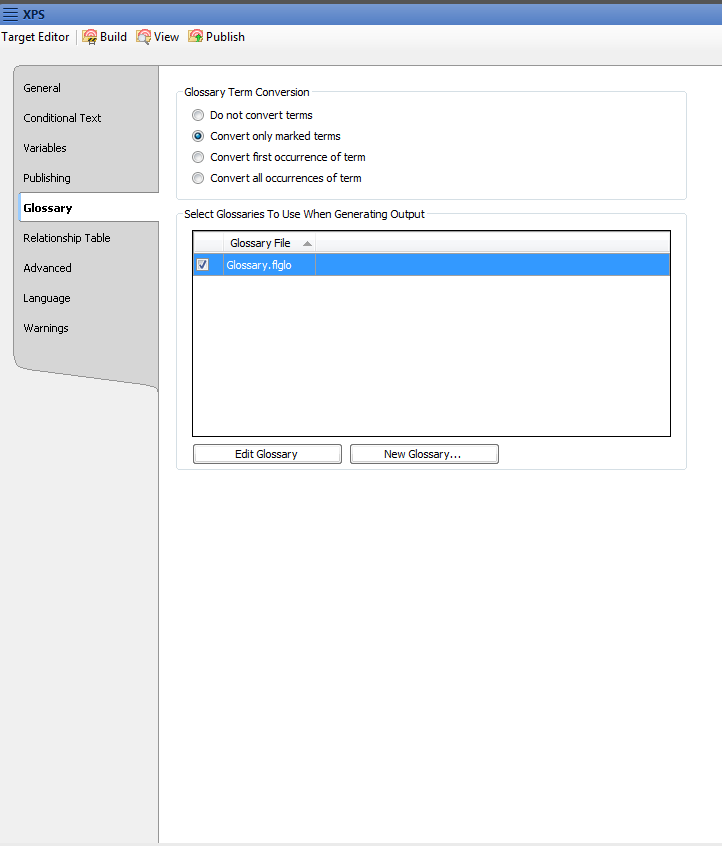 XPS
Target Editor Build View Publish
General
Conditional Text
Variables
Publishing
Glossary
Relationship Table
Advanced
Language
Warnings
Glossary Term Conversion
Do not convert terms
Convert only marked terms
Convert first occurrence of term
Convert all occurrences of term
Select Glossaries To Use When Generating Output
Glossary File
Glossary.flglo
Edit Glossary New Glossary...